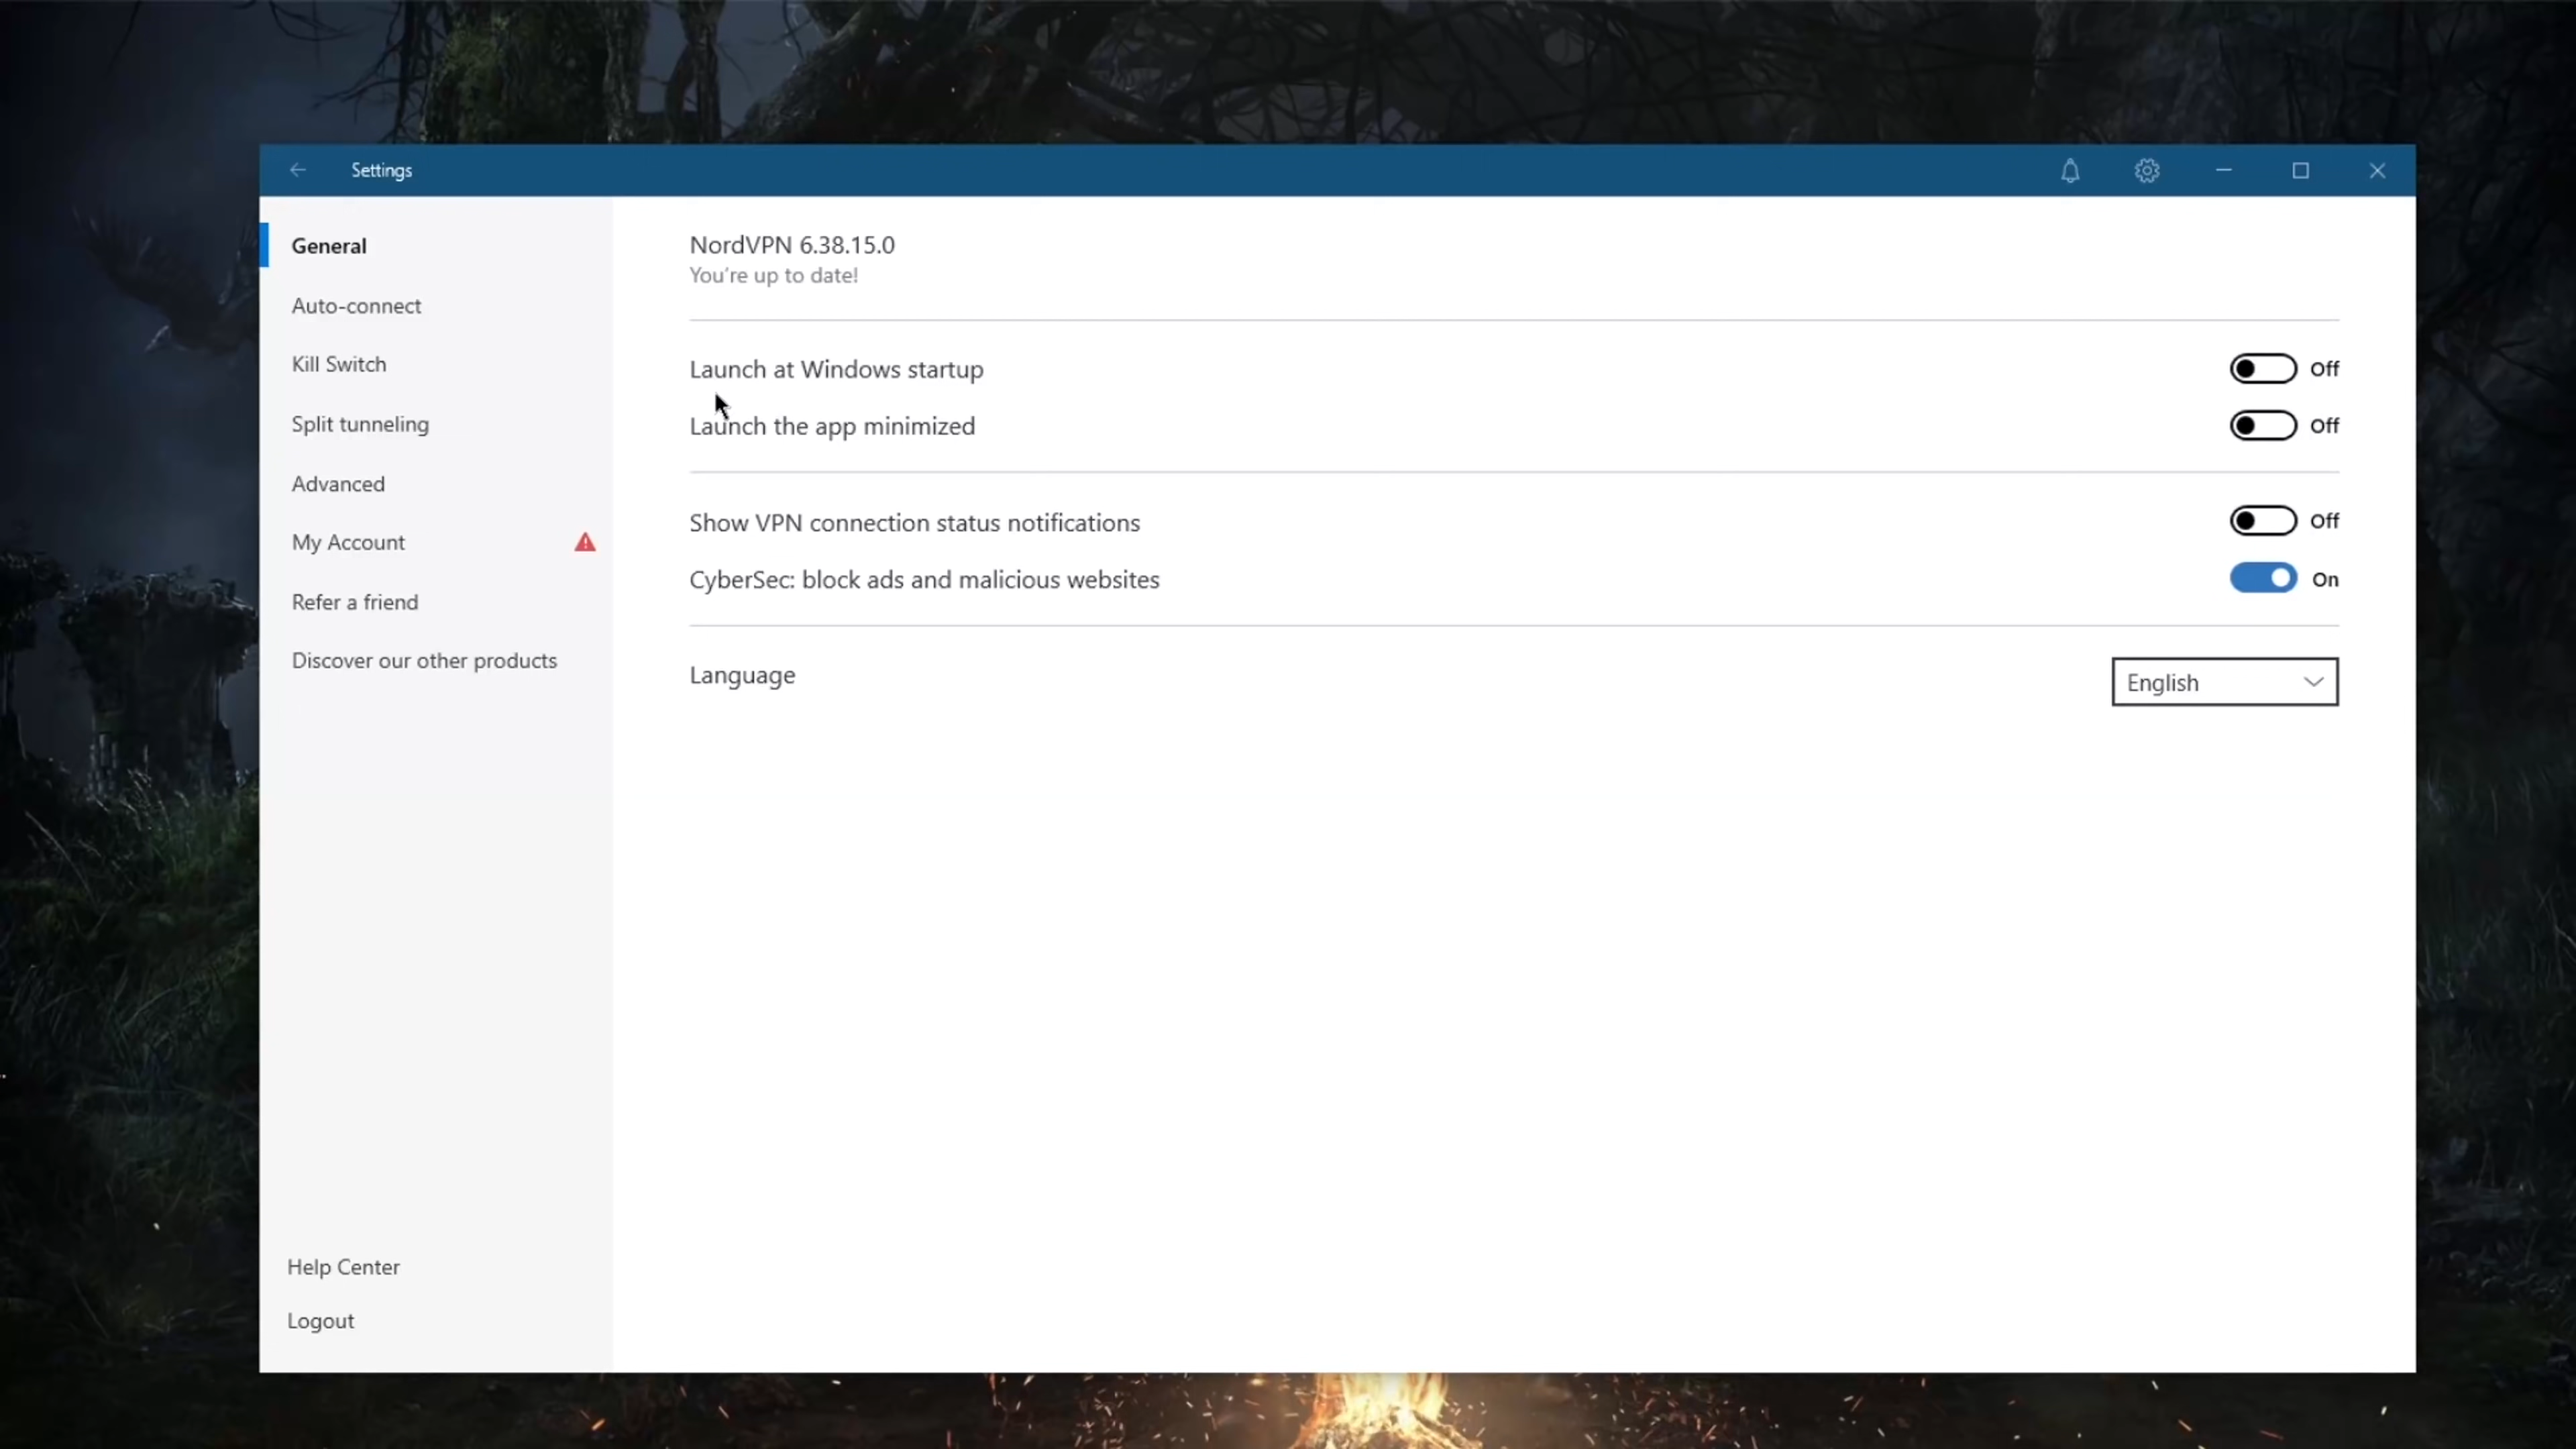 Settings
General
Auto-connect
Kill Switch
Split tunneling
Advanced
My Account
Refer a friend
Discover our other products
Help Center
Logout
NordVPN 6.38.15.0
You're up to date!
Launch at Windows startup Off
Launch the app minimized Off
Show VPN connection status notifications Off
CyberSec: block ads and malicious websites On
Language English